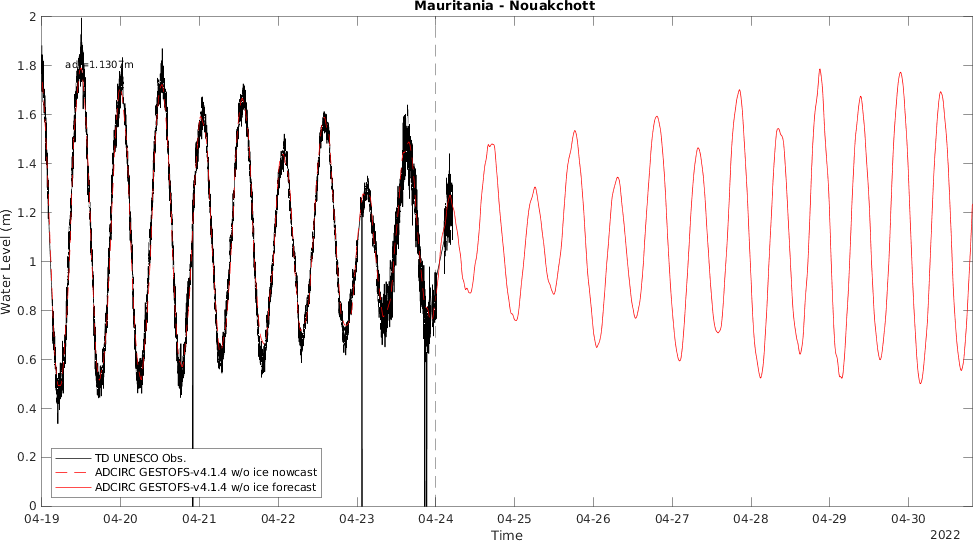 Mauritania - Nouakchott
Water Level (m)
2
1.8
1.6
1.4
1.2
1
0.8
0.6
0.4
0.2
0
adj=1.1307m
TD UNESCO Obs.
ADCIRC GESTOFS-v4.1.4 w/o ice nowcast
ADCIRC GESTOFS-v4.1.4 w/o ice forecast
04-19 04-20 04-21 04-22 04-23 04-24 04-25 04-26 04-27 04-28 04-29 04-30
Time
2022